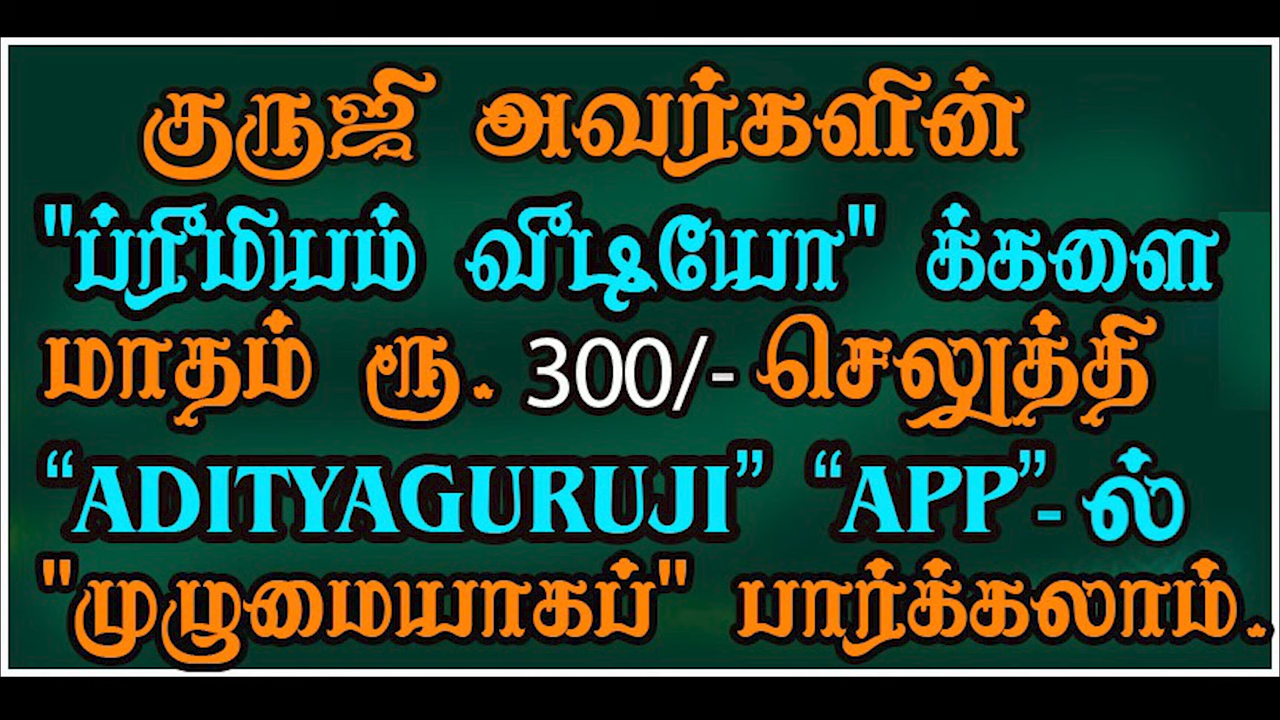 குருஜி அவர்களின்
"ப்ரீமியம் வீடியோ" க்களை
மாதம் ரூ. 300/- செலுத்தி
“ADITYAGURUJI” “APP”- ல்
"முழுமையாகப்" பார்க்கலாம்.